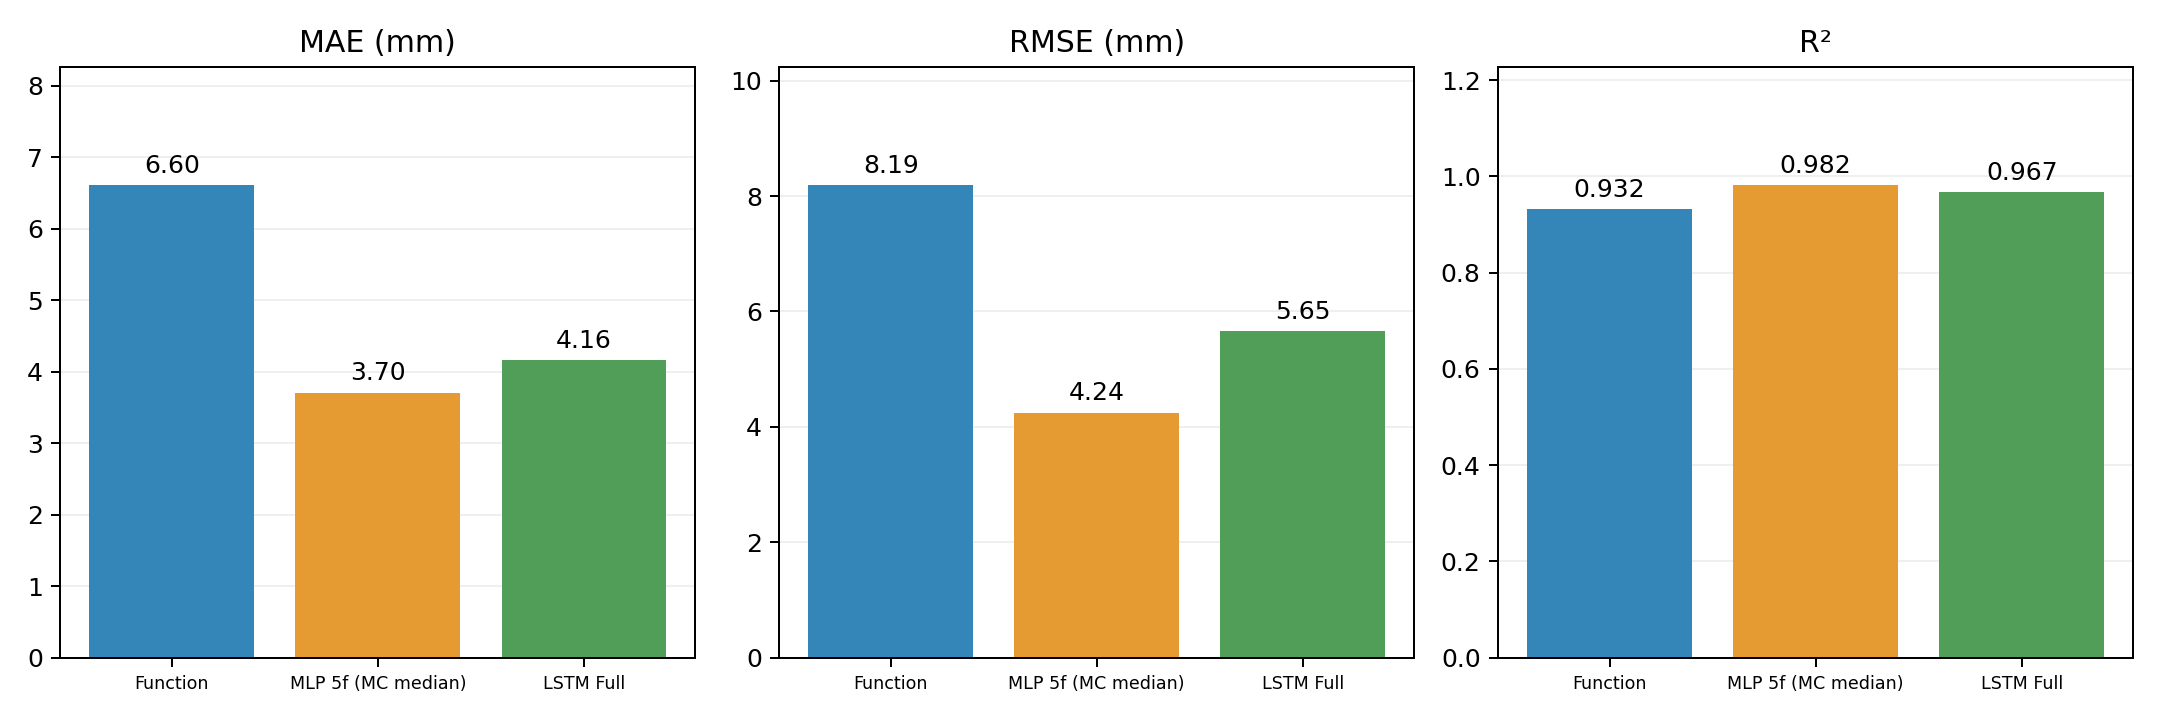 MAE (mm)
8
7
6
5
4
3
2
1
0
6.60
3.70
4.16
Function
MLP 5f (MC median)
LSTM Full
RMSE (mm)
10
8
6
4
2
0
8.19
4.24
5.65
Function
MLP 5f (MC median)
LSTM Full
R²
1.2
1.0
0.8
0.6
0.4
0.2
0.0
0.932
0.982
0.967
Function
MLP 5f (MC median)
LSTM Full